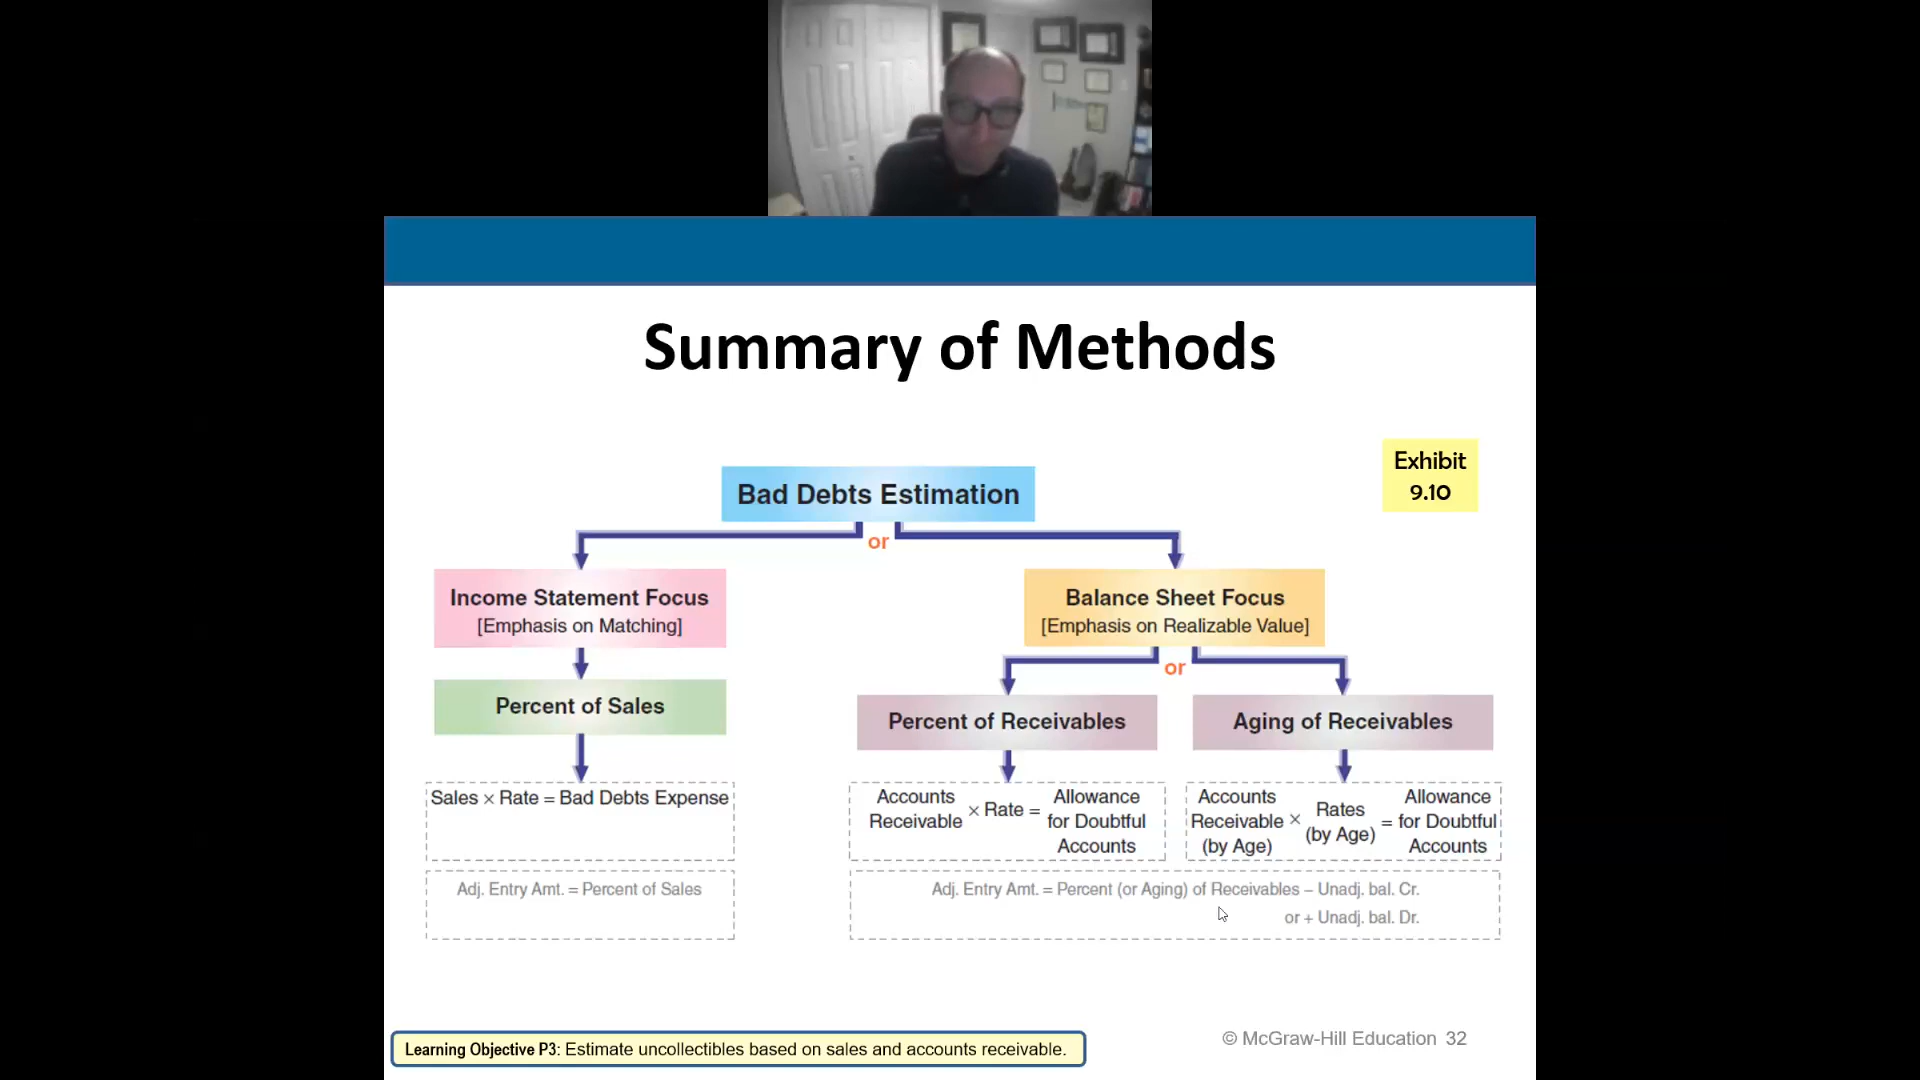 Summary of Methods
Exhibit
9.10
Bad Debts Estimation
or
Income Statement Focus
[Emphasis on Matching]
Balance Sheet Focus
[Emphasis on Realizable Value]
or
Percent of Sales
Percent of Receivables
Aging of Receivables
Sales × Rate = Bad Debts Expense
Accounts
Receivable
× Rate =
Allowance
for Doubtful
Accounts
Accounts
Receivable
(by Age)
×
Rates
(by Age)
=
Allowance
for Doubtful
Accounts
Adj. Entry Amt. = Percent of Sales
Adj. Entry Amt. = Percent (or Aging) of Receivables – Unadj. bal. Cr.
or + Unadj. bal. Dr.
Learning Objective P3: Estimate uncollectibles based on sales and accounts receivable.
© McGraw-Hill Education 32